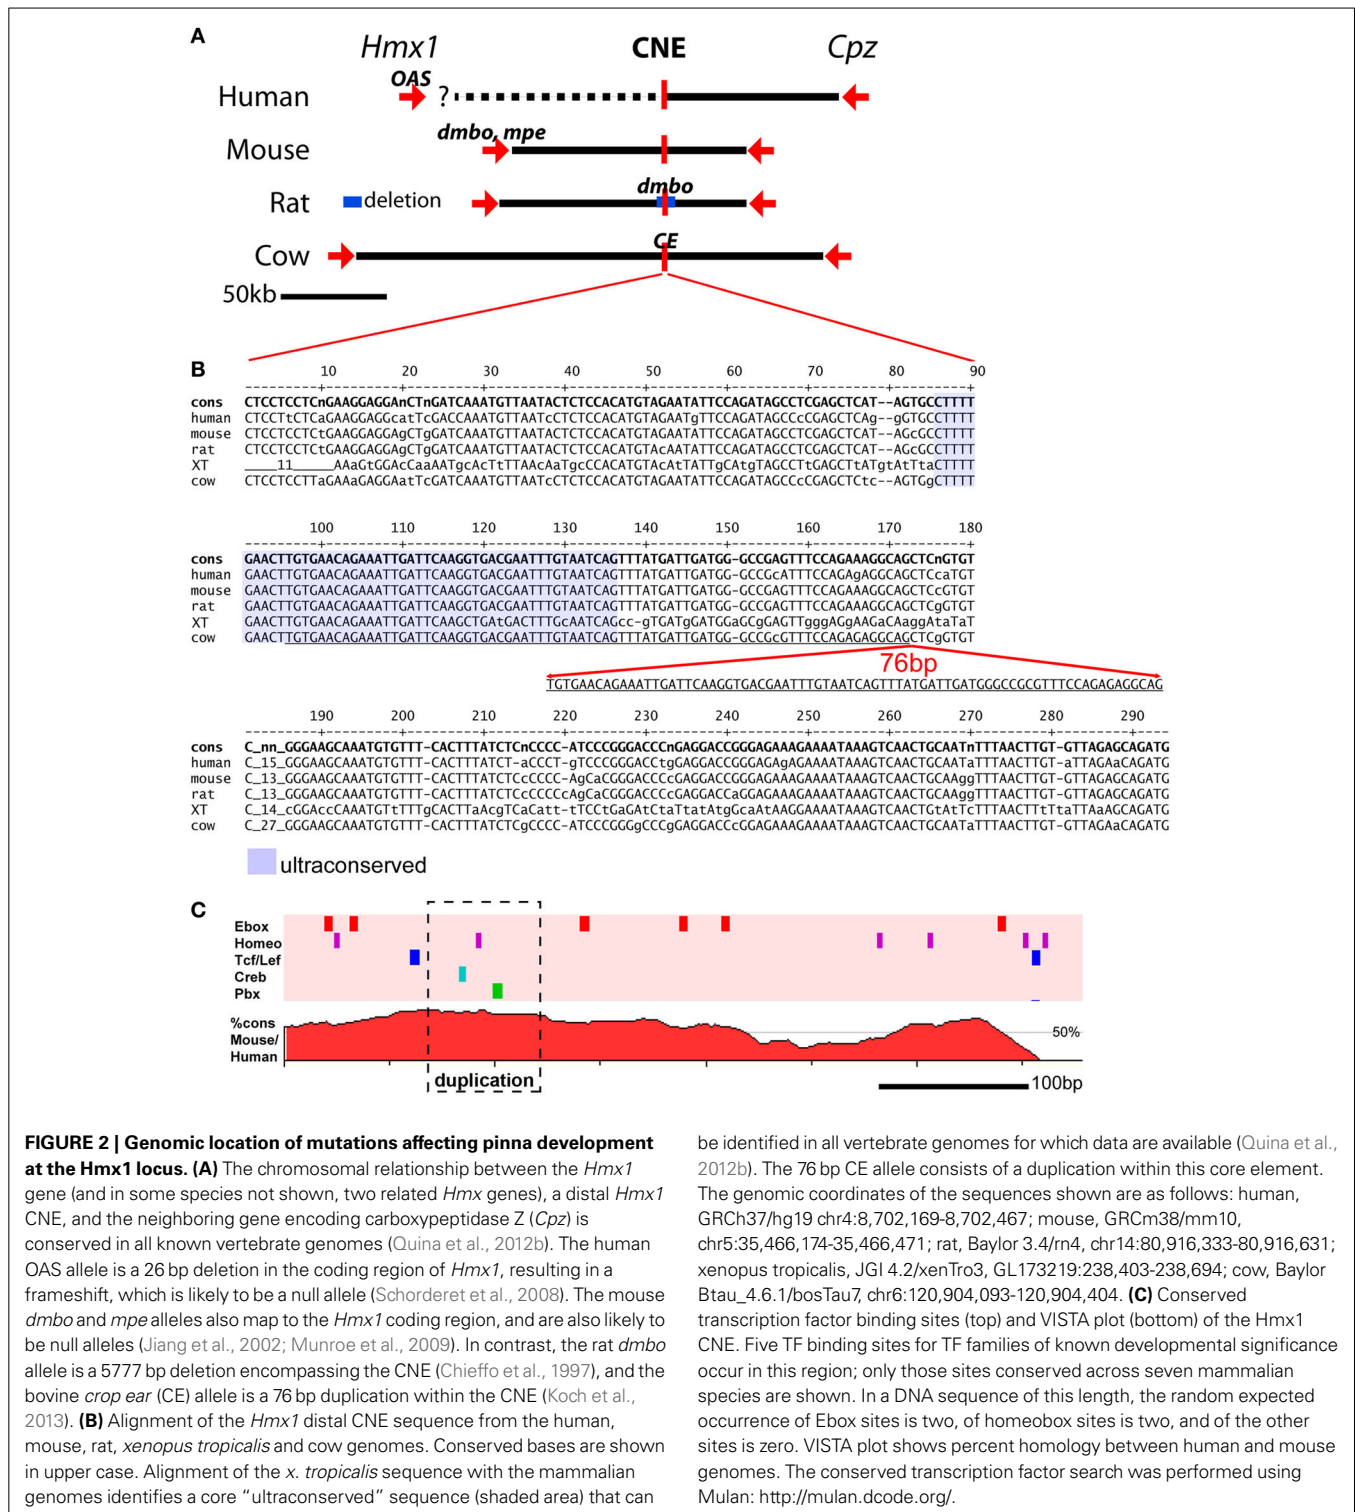 A
Hmx1 CNE Cpz
OAS
Human ?
dmbo, mpe
Mouse
dmbo
Rat deletion
CE
Cow
50kb
B
10 20 30 40 50 60 70 80 90
cons CTCCTCCTCnGAAGGAGGAnCTnGATCAAATGTTAATACTCTCCACATGTAGAATATTCCAGATAGCCTCGAGCTCAT--AGTGCCTTTT
human CTCCTtCTCaGAAGGAGGcatTcGACCAAATGTTAATcCTCTCCACATGTAGAATgTTCCAGATAGCCcCGAGCTCAg--gGTGCCTTTT
mouse CTCCTCCTCtGAAGGAGGAgCTgGATCAAATGTTAATACTCTCCACATGTAGAATATTCCAGATAGCCTCGAGCTCAT--AGcGCCTTTT
rat CTCCTCCTCtGAAGGAGGAgCTgGATCAAATGTTAATACTCTCCACATGTAcAATATTCCAGATAGCCTCGAGCTCAT--AGCGCCTTTT
XT ____11_____AAaGtGGAcCaaAATgcAcTtTTAAcAaTgcCCACATGTAcAtTATTgCAtgTAGCCTtGAGCTtATgtAtTtaCTTTT
cow CTCCTCCTTaGAAaGAGGAatTcGATCAAATGTTAATcCTCTCCACATGTAGAATATTCCAGATAGCCcCGAGCTCtc--AGTGgCTTTT
100 110 120 130 140 150 160 170 180
cons GAACTTGTGAACAGAAATTGATTCAAGGTGACGAATTTGTAATCAGTTTATGATTGATGG-GCCGAGTTTCCAGAAAGGCAGCTCnGTGT
human GAACTTGTGAACAGAAATTGATTCAAGGTGACGAATTTGTAATCAGTTTATGATTGATGG-GCCGcATTTCCAGAgAGGCAGCTCcaTGT
mouse GAACTTGTGAACAGAAATTGATTCAAGGTGACGAATTTGTAATCAGTTTATGATTGATGG-GCCGAGTTTCCAGAAAGGCAGCTCcGTGT
rat GAACTTGTGAACAGAAATTGATTCAAGGTGACGAATTTGTAATCAGTTTATGATTGATGG-GCCGAGTTTCCAGAAAGGCAGCTCgGTGT
XT GAACTTGTGAACAGAAATTGATTCAAGCTGAtGACTTTGcAATCAGcc-gTGATgGATGGaGCgGAGTTgggAGgAAGaCAaggAtaTaT
cow GAACTTGTGAACAGAAATTGATTCAAGGTGACGAATTTGTAATCAGTTTATGATTGATGG-GCCGcGTTTCCAGAGAGGCAGCTCgGTGT
76bp
TGTGAACAGAAATTGATTCAAGGTGACGAATTTGTAATCAGTTTATGATTGATGGGCCGCGTTTCCAGAGAGGCAG
190 200 210 220 230 240 250 260 270 280 290
cons C_nn_GGGAAGCAAATGTGTTT-CACTTTATCTCnCCCC-ATCCCGGGACCCnGAGGACCGGGAGAAAGAAAATAAAGTCAACTGCAATnTTTAACTTGT-GTTAGAGCAGATG
human C_15_GGGAAGCAAATGTGTTT-CACTTTATCT-aCCCT-gTCCCGGGACCtgGAGGACCGGGAGAgAGAAAATAAAGTCAACTGCAATaTTTAACTTGT-aTTAGAaCAGATG
mouse C_13_GGGAAGCAAATGTGTTT-CACTTTATCTCcCCCC-AgCACGGGACCCcGAGGACCGGGAGAAAGAAAATAAAGTCAACTGCAAggTTTAACTTGT-GTTAGAGCAGATG
rat C_13_GGGAAGCAAATGTGTTT-CACTTTATCTCcCCCCcAgCACGGGACCCcGAGGACCaGGAGAAAGAAAATAAAGTCAACTGCAAggTTTAACTTGT-GTTAGAGCAGATG
XT C_14_cGGAccCAAATGTtTTTgCACTTaAcgTCaCAtt-tTCCtGaGAtCtaTtatAtgGcaAtAAGGAAAATAAAGTCAACTGtAtTcTTTAACTTtTtaTTAaAGCAGATG
cow C_27_GGGAAGCAAATGTGTTT-CACTTTATCTCgCCCC-ATCCCGGGgCCCgGAGGACCcGGAGAAAGAAAATAAAGTCAACTGCAATaTTTAACTTGT-GTTAGAaCAGATG
ultraconserved
C
Ebox
Homeo
Tcf/Lef
Creb
Pbx
%cons
Mouse/ 50%
Human
duplication 100bp
FIGURE 2 | Genomic location of mutations affecting pinna development
at the Hmx1 locus. (A) The chromosomal relationship between the Hmx1
gene (and in some species not shown, two related Hmx genes), a distal Hmx1
CNE, and the neighboring gene encoding carboxypeptidase Z (Cpz) is
conserved in all known vertebrate genomes (Quina et al., 2012b). The human
OAS allele is a 26 bp deletion in the coding region of Hmx1, resulting in a
frameshift, which is likely to be a null allele (Schorderet et al., 2008). The mouse
dmbo and mpe alleles also map to the Hmx1 coding region, and are also likely to
be null alleles (Jiang et al., 2002; Munroe et al., 2009). In contrast, the rat dmbo
allele is a 5777 bp deletion encompassing the CNE (Chieffo et al., 1997), and the
bovine crop ear (CE) allele is a 76 bp duplication within the CNE (Koch et al.,
2013). (B) Alignment of the Hmx1 distal CNE sequence from the human,
mouse, rat, xenopus tropicalis and cow genomes. Conserved bases are shown
in upper case. Alignment of the x. tropicalis sequence with the mammalian
genomes identifies a core “ultraconserved” sequence (shaded area) that can
be identified in all vertebrate genomes for which data are available (Quina et al.,
2012b). The 76 bp CE allele consists of a duplication within this core element.
The genomic coordinates of the sequences shown are as follows: human,
GRCh37/hg19 chr4:8,702,169-8,702,467; mouse, GRCm38/mm10,
chr5:35,466,174-35,466,471; rat, Baylor 3.4/rn4, chr14:80,916,333-80,916,631;
xenopus tropicalis, JGI 4.2/xenTro3, GL173219:238,403-238,694; cow, Baylor
Btau_4.6.1/bosTau7, chr6:120,904,093-120,904,404. (C) Conserved
transcription factor binding sites (top) and VISTA plot (bottom) of the Hmx1
CNE. Five TF binding sites for TF families of known developmental significance
occur in this region; only those sites conserved across seven mammalian
species are shown. In a DNA sequence of this length, the random expected
occurrence of Ebox sites is two, of homeobox sites is two, and of the other
sites is zero. VISTA plot shows percent homology between human and mouse
genomes. The conserved transcription factor search was performed using
Mulan: http://mulan.dcode.org/.